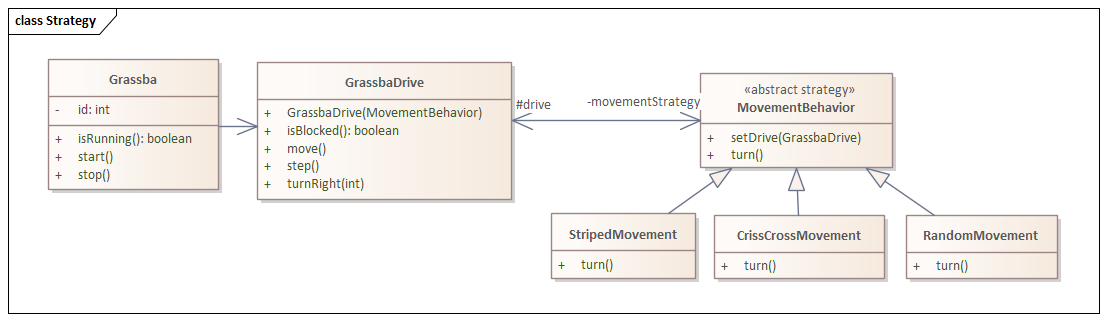 class Strategy
Grassba
- id: int
+ isRunning(): boolean
+ start()
+ stop()
GrassbaDrive
+ GrassbaDrive(MovementBehavior)
+ isBlocked(): boolean
+ move()
+ step()
+ turnRight(int)
#drive
-movementStrategy
«abstract strategy»
MovementBehavior
+ setDrive(GrassbaDrive)
+ turn()
StripedMovement
+ turn()
CrissCrossMovement
+ turn()
RandomMovement
+ turn()